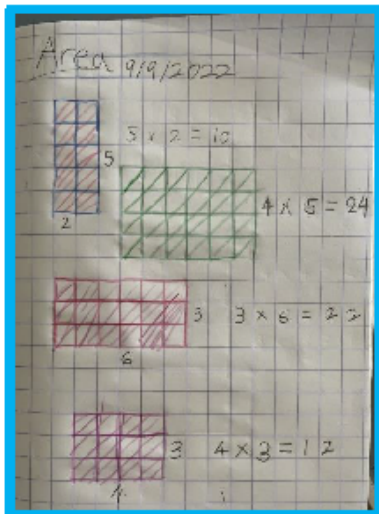 Area 9/9/2022
5 x 2 = 10
5
2
4 x 5 = 24
3
3 x 6 = 22
6
3
4 x 3 = 12
4